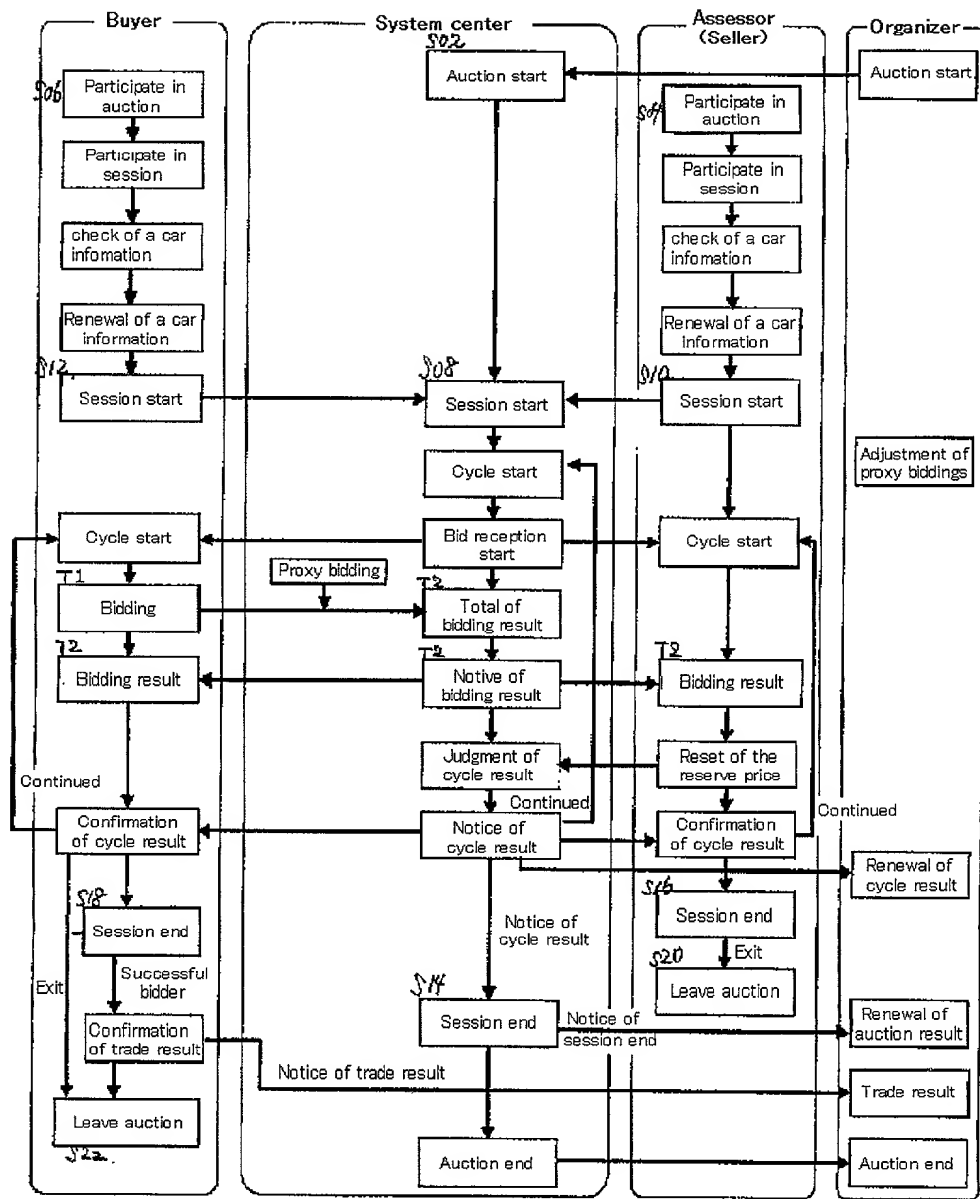 Buyer
System center
Assessor
(Seller)
Organizer
S02
Auction start
Auction start
S06
Participate in
auction
S04
Participate in
auction
Participate in
session
Participate in
session
check of a car
infomation
check of a car
infomation
Renewal of a car
information
Renewal of a car
information
S12
Session start
S08
Session start
S10
Session start
Cycle start
Adjustment of
proxy biddings
Cycle start
Bid reception
start
Cycle start
Proxy bidding
T1
Bidding
T2
Total of
bidding result
T2
Bidding result
T2
Notice of
bidding result
T2
Bidding result
Judgment of
cycle result
Reset of the
reserve price
Continued
Continued
Continued
Confirmation
of cycle result
Notice of
cycle result
Confirmation
of cycle result
Renewal of
cycle result
S18
Session end
Notice of
cycle result
S16
Session end
Exit
Successful
bidder
Exit
S20
Leave auction
S14
Session end
Notice of
session end
Renewal of
auction result
Confirmation
of trade result
Notice of trade result
Trade result
Leave auction
S22
Auction end
Auction end